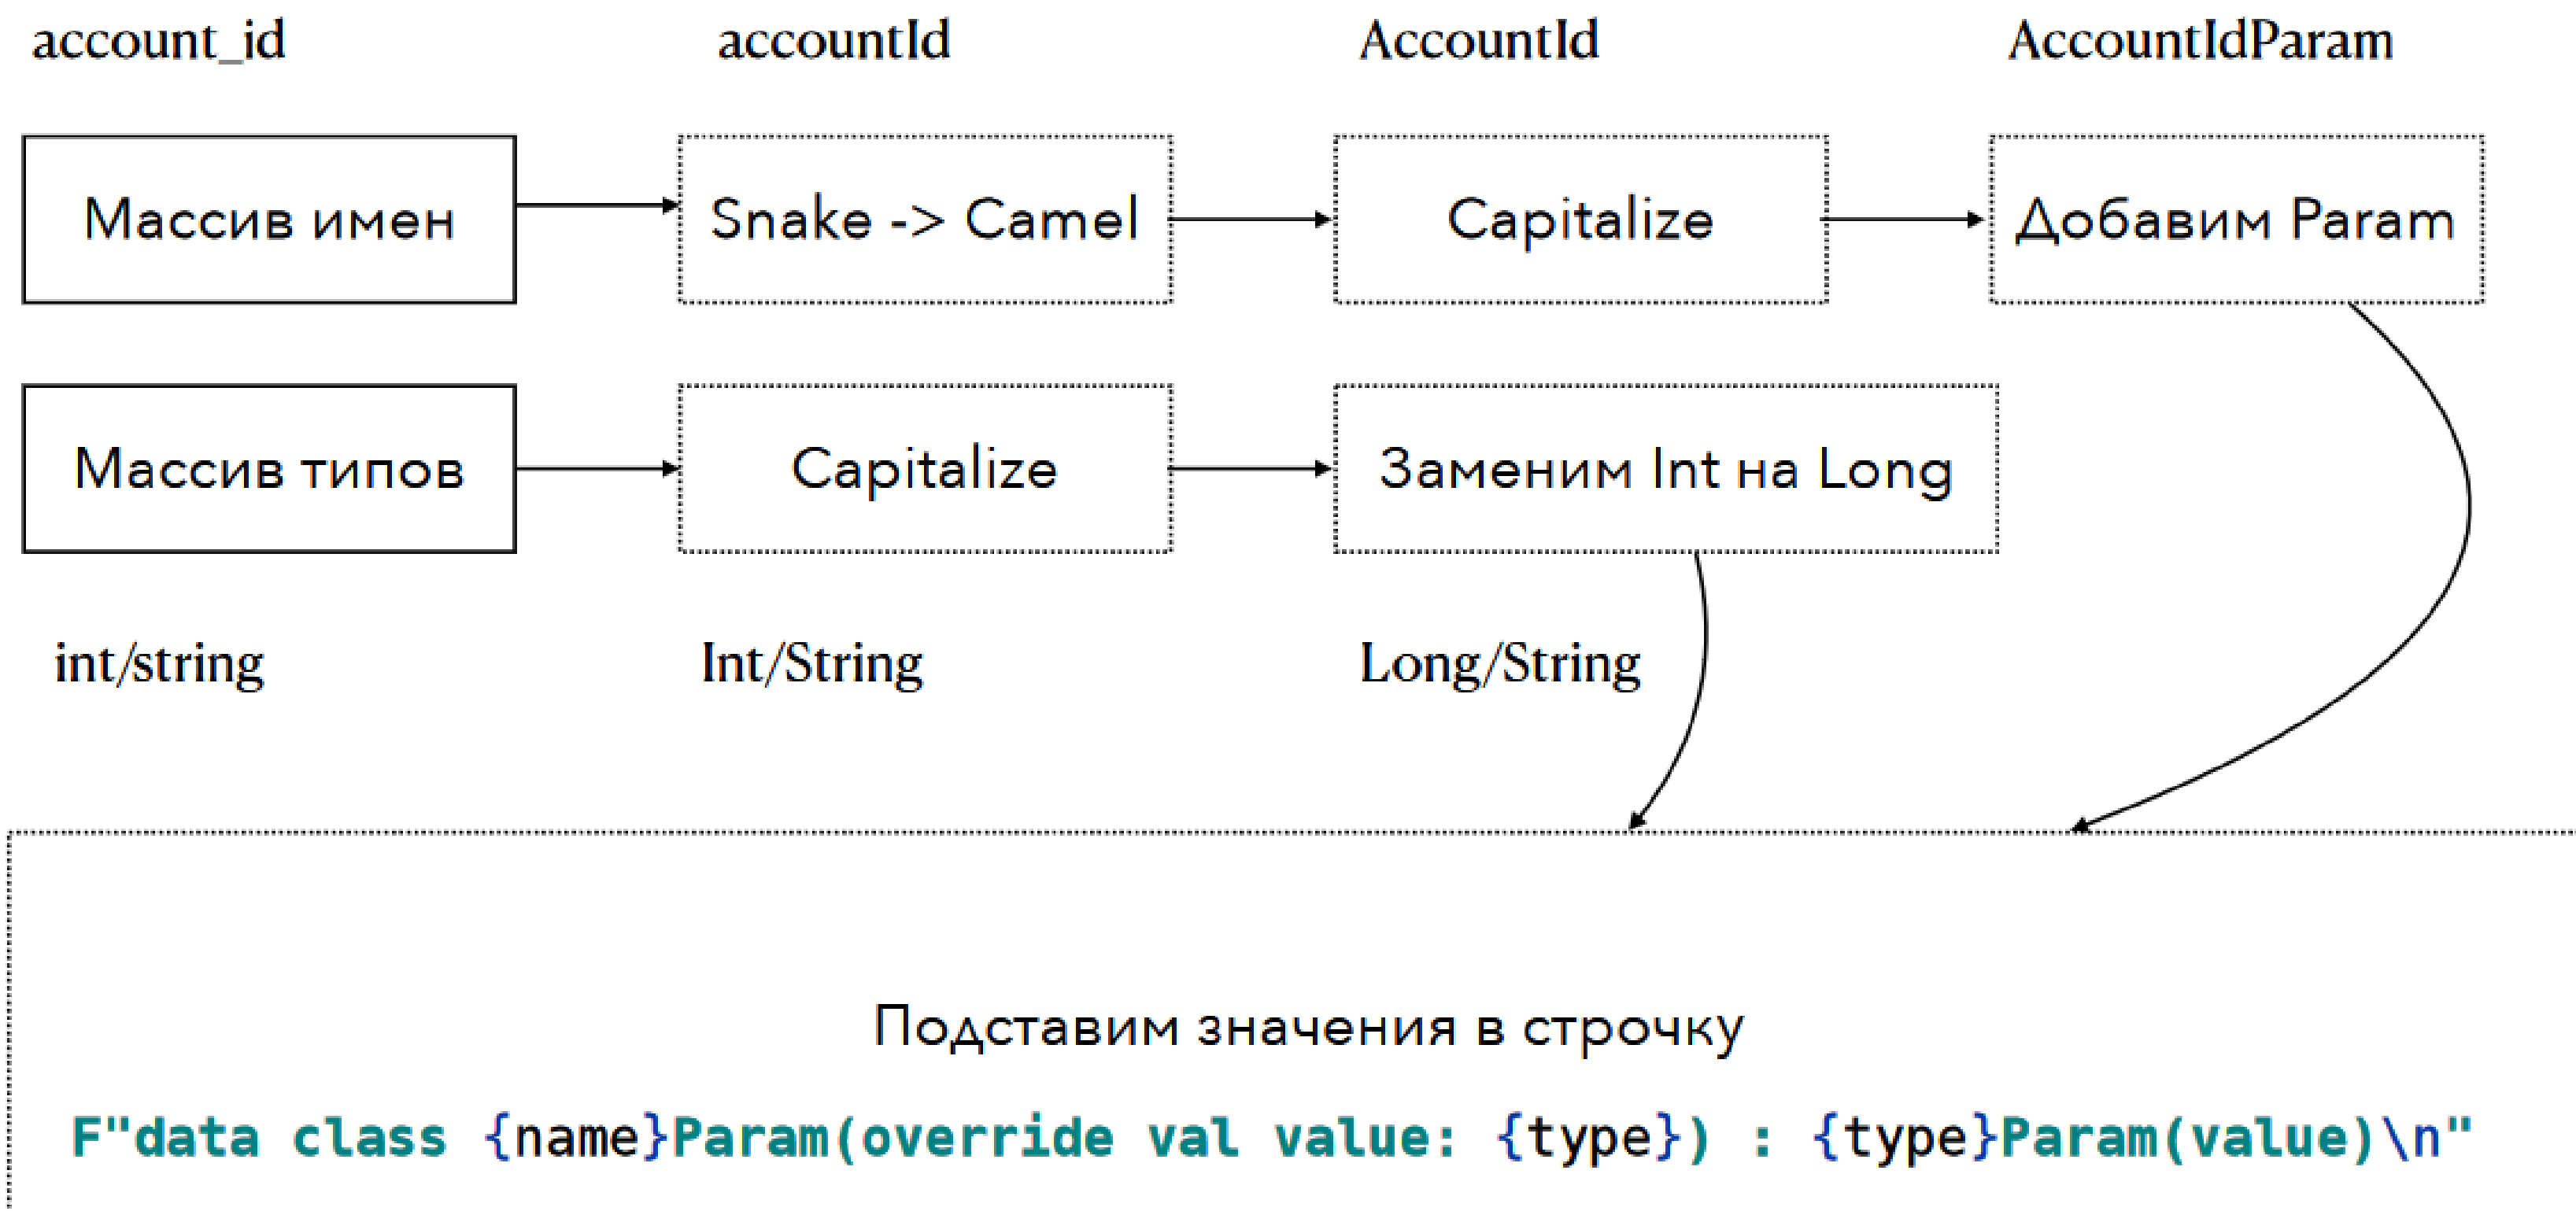 account_id accountId AccountId AccountIdParam
Массив имен Snake -> Camel Capitalize Добавим Param
Массив типов Capitalize Заменим Int на Long
int/string Int/String Long/String
Подставим значения в строчку
F"data class {name}Param(override val value: {type}) : {type}Param(value)\n"